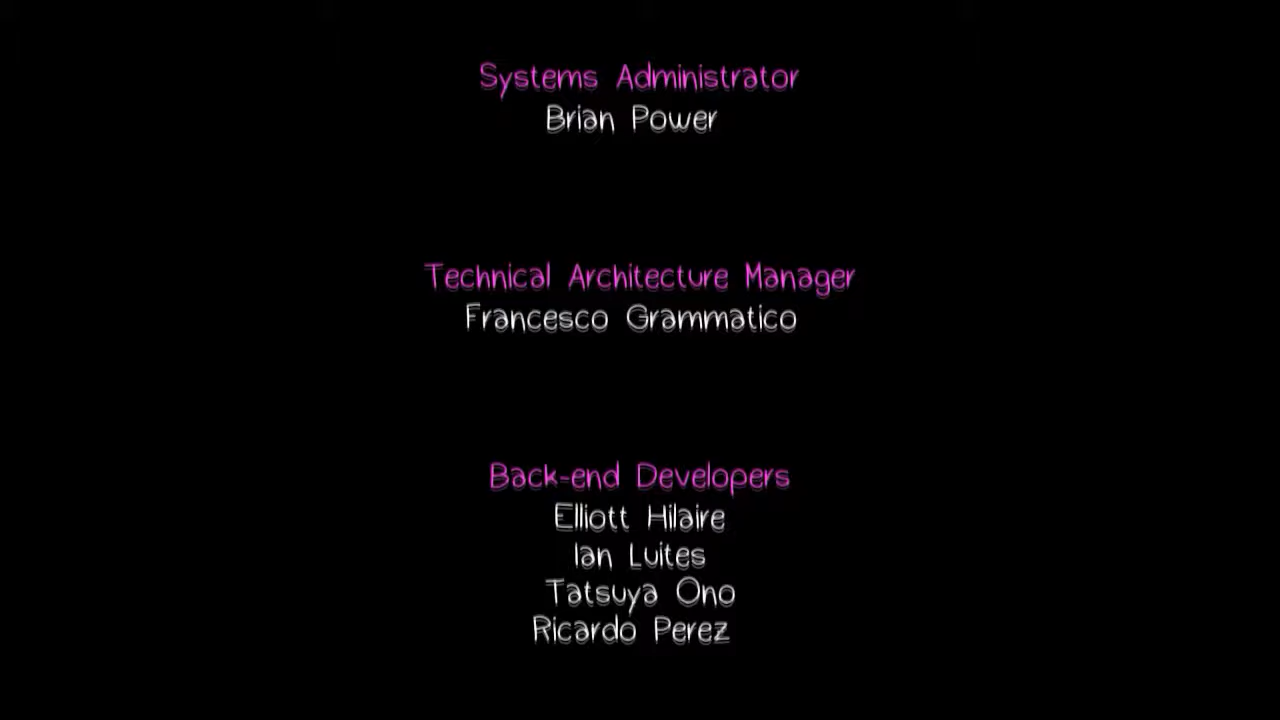 Systems Administrator
Brian Power
Technical Architecture Manager
Francesco Grammatico
Back-end Developers
Elliott Hilaire
Ian Luites
Tatsuya Ono
Ricardo Perez